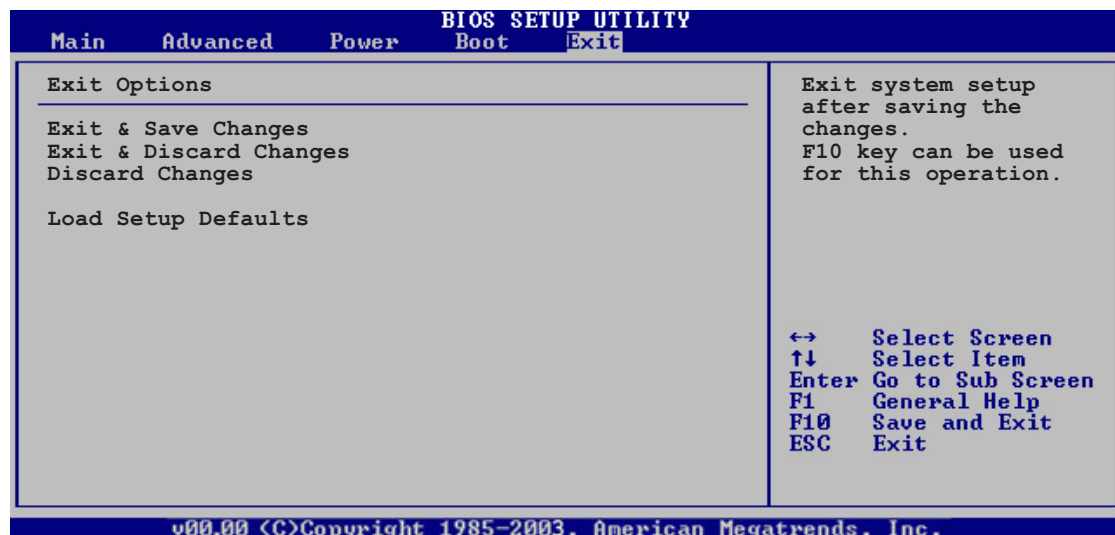 BIOS SETUP UTILITY
Main Advanced Power Boot Exit
Exit Options
Exit & Save Changes
Exit & Discard Changes
Discard Changes
Load Setup Defaults
Exit system setup
after saving the
changes.
F10 key can be used
for this operation.
←→ Select Screen
↑↓ Select Item
Enter Go to Sub Screen
F1 General Help
F10 Save and Exit
ESC Exit
v00.00 (C)Copyright 1985-2003, American Megatrends, Inc.